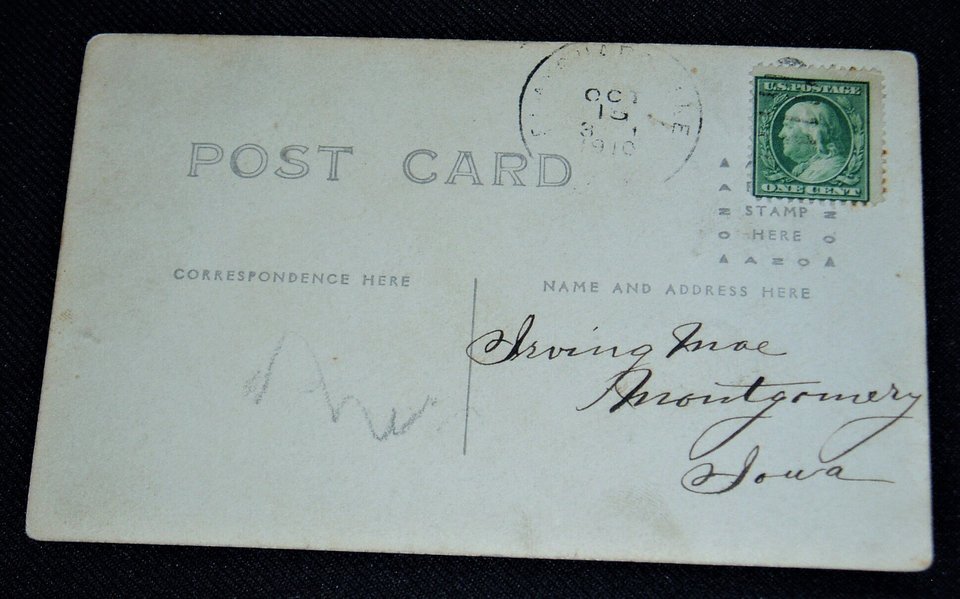 OCT
1910
U.S. POSTAGE
ONE CENT
POST CARD
STAMP
HERE
AZO
CORRESPONDENCE HERE
NAME AND ADDRESS HERE
Irving Moe
Montgomery
Iowa